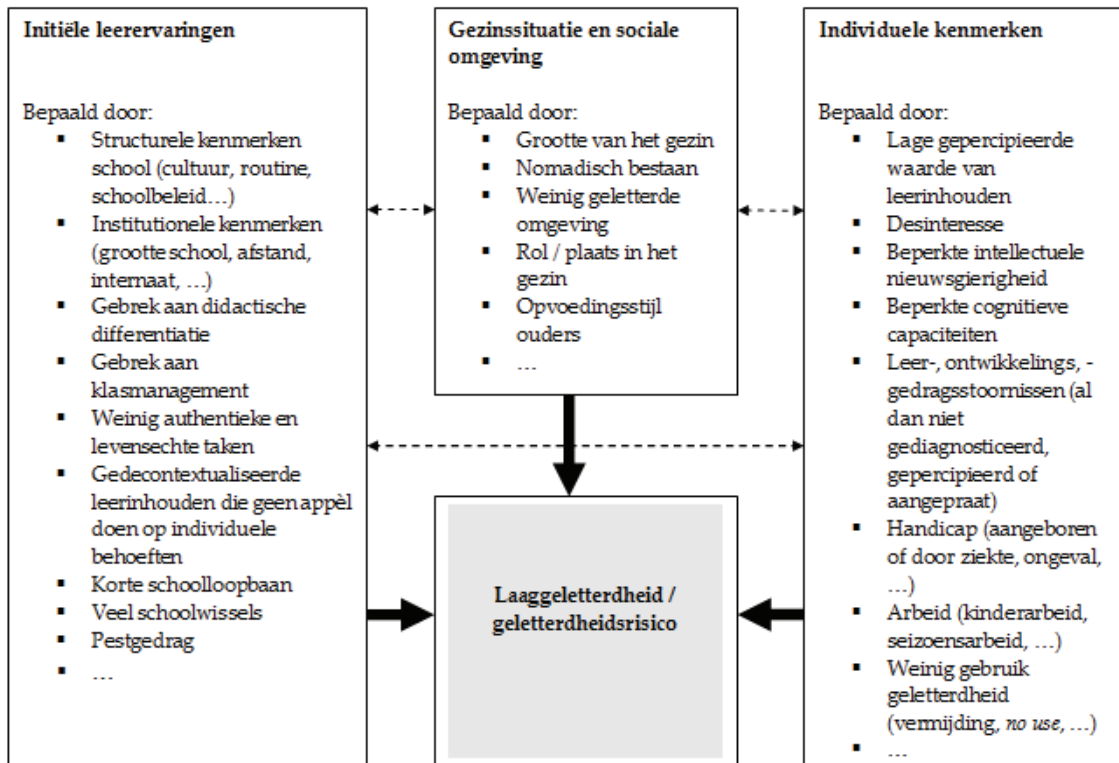 Initiële leerervaringen
Bepaald door:
▪ Structurele kenmerken
school (cultuur, routine,
schoolbeleid…)
▪ Institutionele kenmerken
(grootte school, afstand,
internaat, …)
▪ Gebrek aan didactische
differentiatie
▪ Gebrek aan
klasmanagement
▪ Weinig authentieke en
levensechte taken
▪ Gedecontextualiseerde
leerinhouden die geen appèl
doen op individuele
behoeften
▪ Korte schoolloopbaan
▪ Veel schoolwissels
▪ Pestgedrag
▪ …
Gezinssituatie en sociale
omgeving
Bepaald door:
▪ Grootte van het gezin
▪ Nomadisch bestaan
▪ Weinig geletterde
omgeving
▪ Rol / plaats in het
gezin
▪ Opvoedingsstijl
ouders
▪ …
Laaggeletterdheid /
geletterdheidsrisico
Individuele kenmerken
Bepaald door:
▪ Lage gepercipieerde
waarde van
leerinhouden
▪ Desinteresse
▪ Beperkte intellectuele
nieuwsgierigheid
▪ Beperkte cognitieve
capaciteiten
▪ Leer-, ontwikkelings, -
gedragsstoornissen (al
dan niet
gediagnosticeerd,
gepercipieerd of
aangepraat)
▪ Handicap (aangeboren
of door ziekte, ongeval,
…)
▪ Arbeid (kinderarbeid,
seizoensarbeid, …)
▪ Weinig gebruik
geletterdheid
(vermijding, no use, …)
▪ …